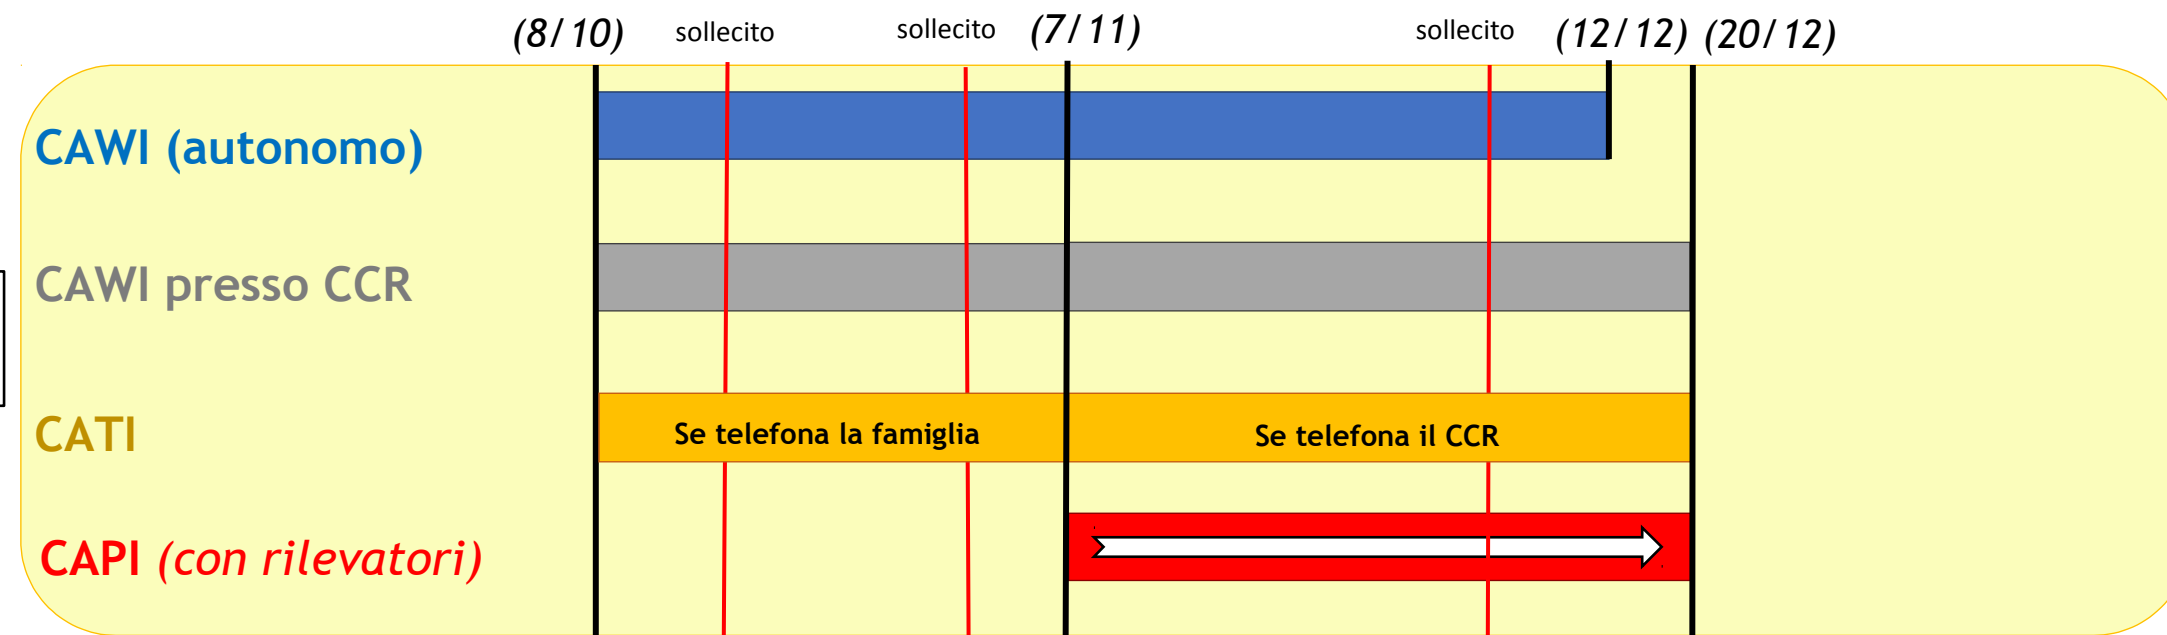 (8/10) sollecito sollecito (7/11) sollecito (12/12) (20/12)
CAWI (autonomo)
CAWI presso CCR
CATI Se telefona la famiglia Se telefona il CCR
CAPI (con rilevatori)